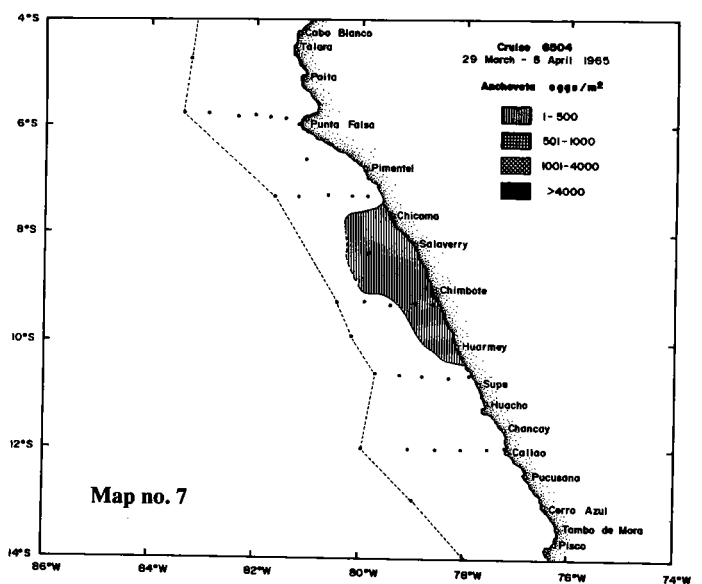 4°S
Cabo Blanco
Talara
Paita
Cruise 6504
29 March - 5 April 1965
Anchoveta eggs/m²
1-500
501-1000
1001-4000
>4000
6°S
Punta Falsa
Pimentel
8°S
Chicama
Salaverry
Chimbote
10°S
Huarmey
Supe
Huacho
Chancay
12°S
Callao
Pucusana
Map no. 7
Cerro Azul
Tambo de Mora
Pisco
14°S
86°W
84°W
82°W
80°W
78°W
76°W
74°W